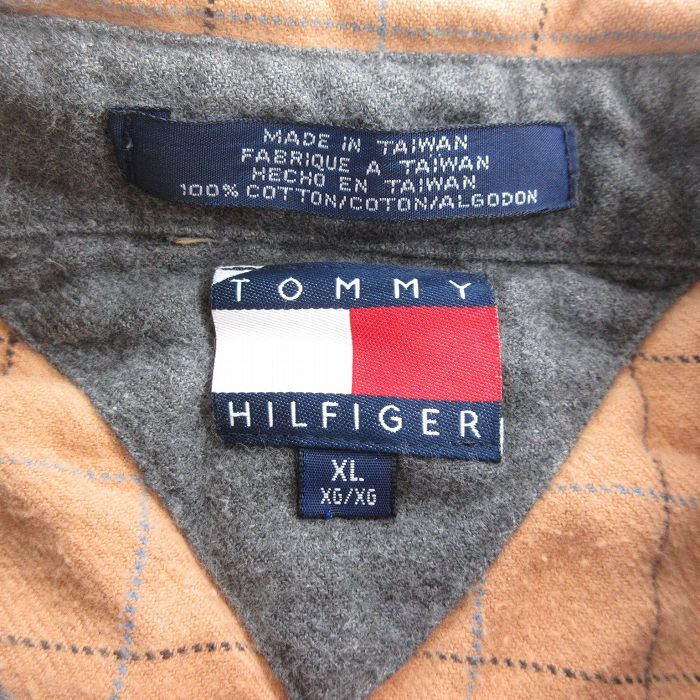 MADE IN TAIWAN
FABRIQUE A TAIWAN
HECHO EN TAIWAN
100% COTTON/COTON/ALGODON
TOMMY
HILFIGER
XL
XG/XG